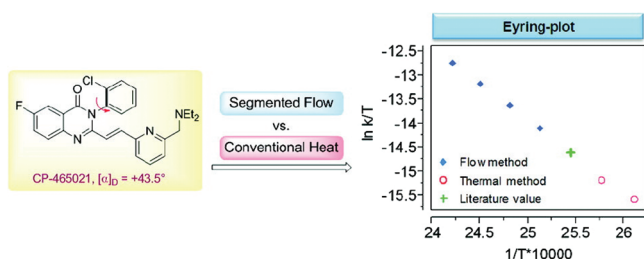 Cl
O
F
N
N
N
NEt2
CP-465021, [α]D = +43.5°
Segmented Flow
vs.
Conventional Heat
Eyring-plot
ln k/T
-12.5
-13
-13.5
-14
-14.5
-15
-15.5
Flow method
Thermal method
Literature value
24
24.5
25
25.5
26
1/T*10000